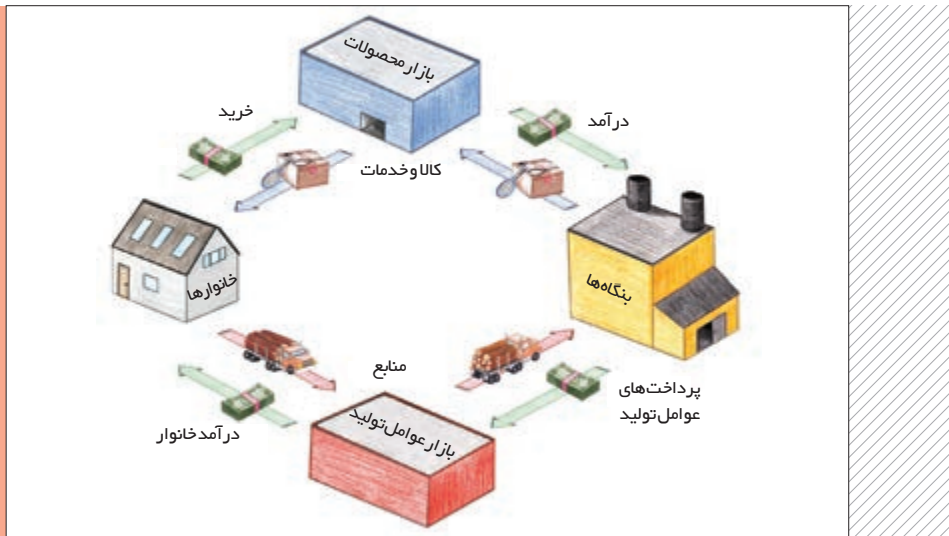 بازار محصولات
خرید
درآمد
کالا و خدمات
خانوارها
بنگاه‌ها
منابع
پرداخت‌های
عوامل تولید
بازار عوامل تولید
درآمد خانوار